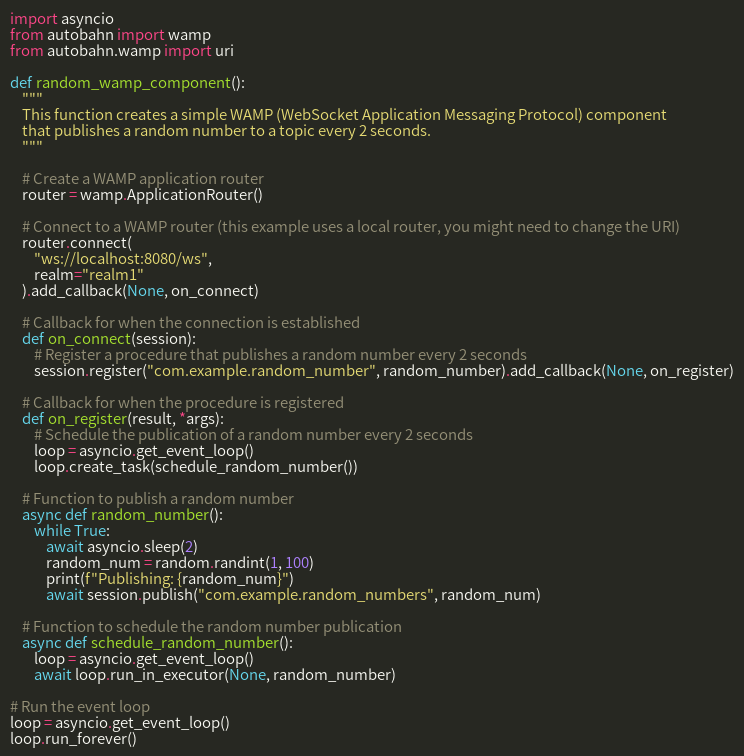 import asyncio
from autobahn import wamp
from autobahn.wamp import uri

def random_wamp_component():
    """
    This function creates a simple WAMP (WebSocket Application Messaging Protocol) component
    that publishes a random number to a topic every 2 seconds.
    """

    # Create a WAMP application router
    router = wamp.ApplicationRouter()

    # Connect to a WAMP router (this example uses a local router, you might need to change the URI)
    router.connect(
        "ws://localhost:8080/ws",
        realm="realm1"
    ).add_callback(None, on_connect)

    # Callback for when the connection is established
    def on_connect(session):
        # Register a procedure that publishes a random number every 2 seconds
        session.register("com.example.random_number", random_number).add_callback(None, on_register)

    # Callback for when the procedure is registered
    def on_register(result, *args):
        # Schedule the publication of a random number every 2 seconds
        loop = asyncio.get_event_loop()
        loop.create_task(schedule_random_number())

    # Function to publish a random number
    async def random_number():
        while True:
            await asyncio.sleep(2)
            random_num = random.randint(1, 100)
            print(f"Publishing: {random_num}")
            await session.publish("com.example.random_numbers", random_num)

    # Function to schedule the random number publication
    async def schedule_random_number():
        loop = asyncio.get_event_loop()
        await loop.run_in_executor(None, random_number)

# Run the event loop
loop = asyncio.get_event_loop()
loop.run_forever()